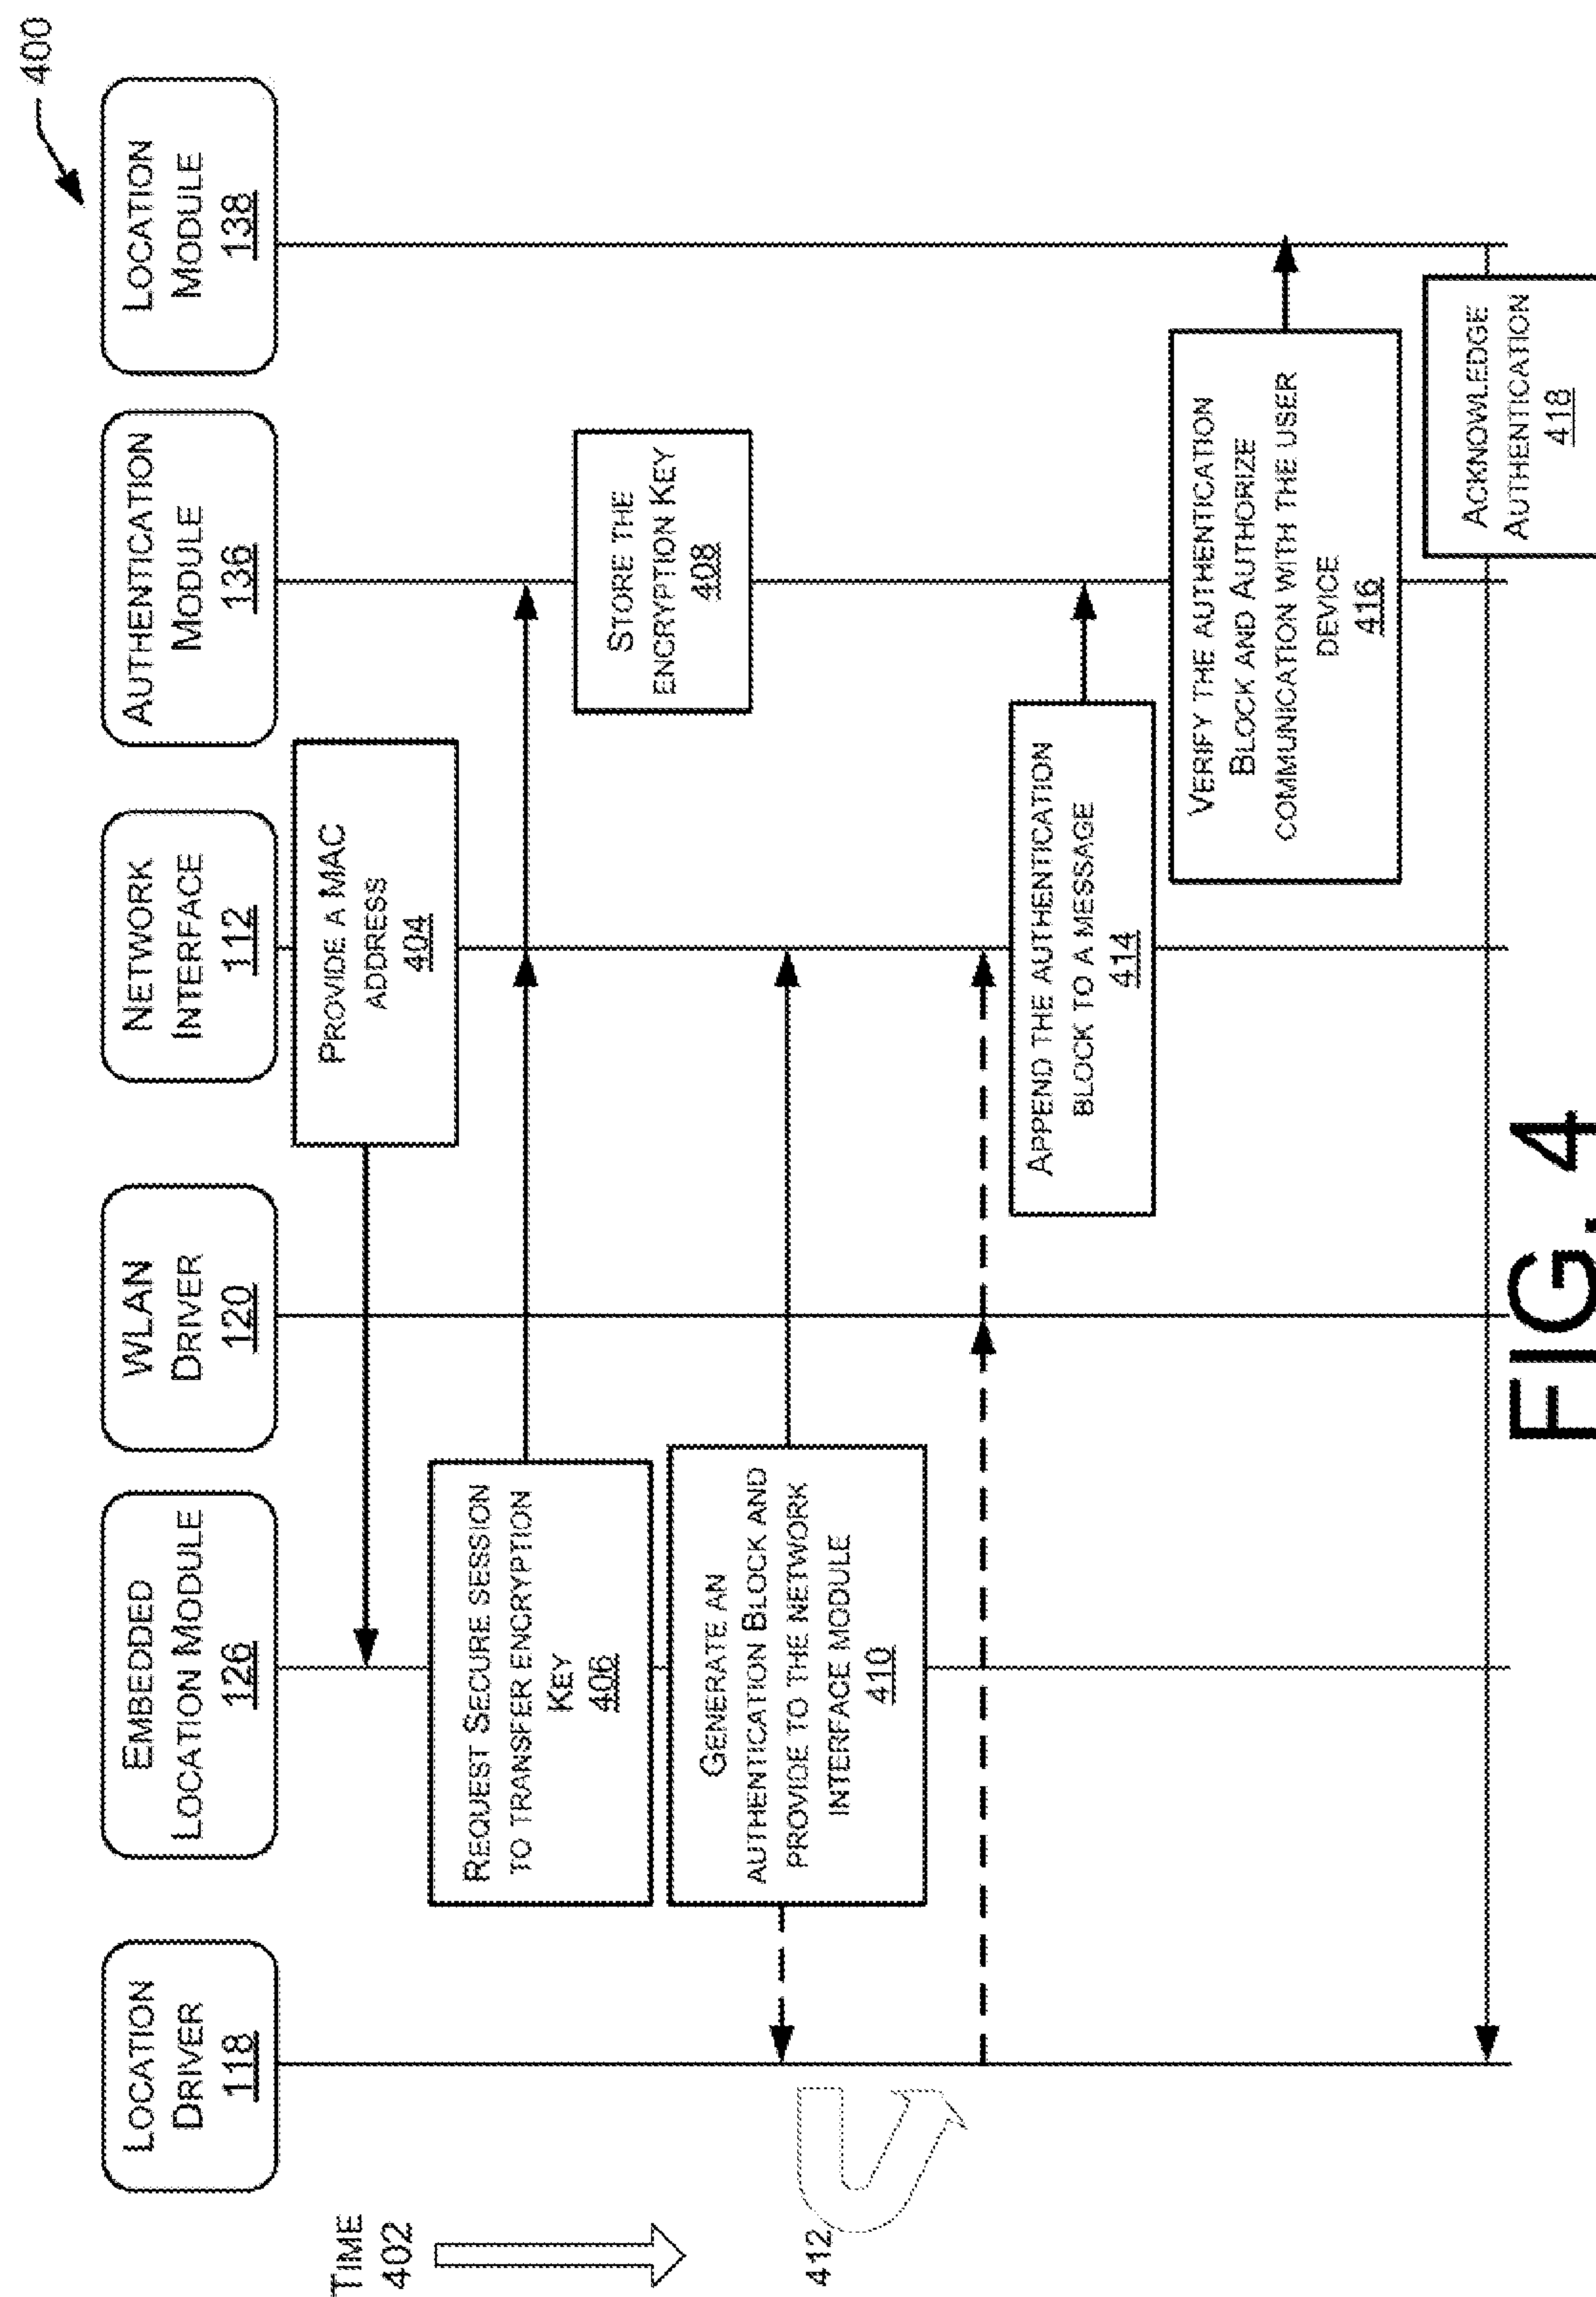 400
LOCATION
DRIVER
118
EMBEDDED
LOCATION MODULE
126
WLAN
DRIVER
120
NETWORK
INTERFACE
112
AUTHENTICATION
MODULE
136
LOCATION
MODULE
138
TIME
402
PROVIDE A MAC
ADDRESS
404
REQUEST SECURE SESSION
TO TRANSFER ENCRYPTION
KEY
406
STORE THE
ENCRYPTION KEY
408
GENERATE AN
AUTHENTICATION BLOCK AND
PROVIDE TO THE NETWORK
INTERFACE MODULE
410
412
APPEND THE AUTHENTICATION
BLOCK TO A MESSAGE
414
VERIFY THE AUTHENTICATION
BLOCK AND AUTHORIZE
COMMUNICATION WITH THE USER
DEVICE
416
ACKNOWLEDGE
AUTHENTICATION
418
FIG. 4